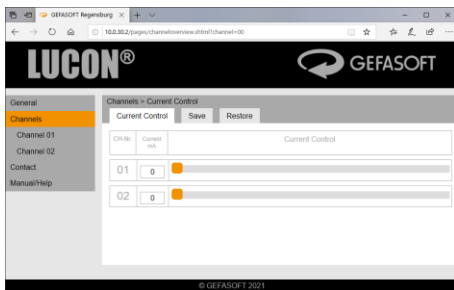 GEFASOFT Regensburg
10.0.30.2/pages/channeloverview.shtml?channel=00
LUCON®
GEFASOFT
General
Channels
Channel 01
Channel 02
Contact
Manual/Help
Channels > Current Control
Current Control Save Restore
CH-Nr Current mA Current Control
01 0
02 0
© GEFASOFT 2021